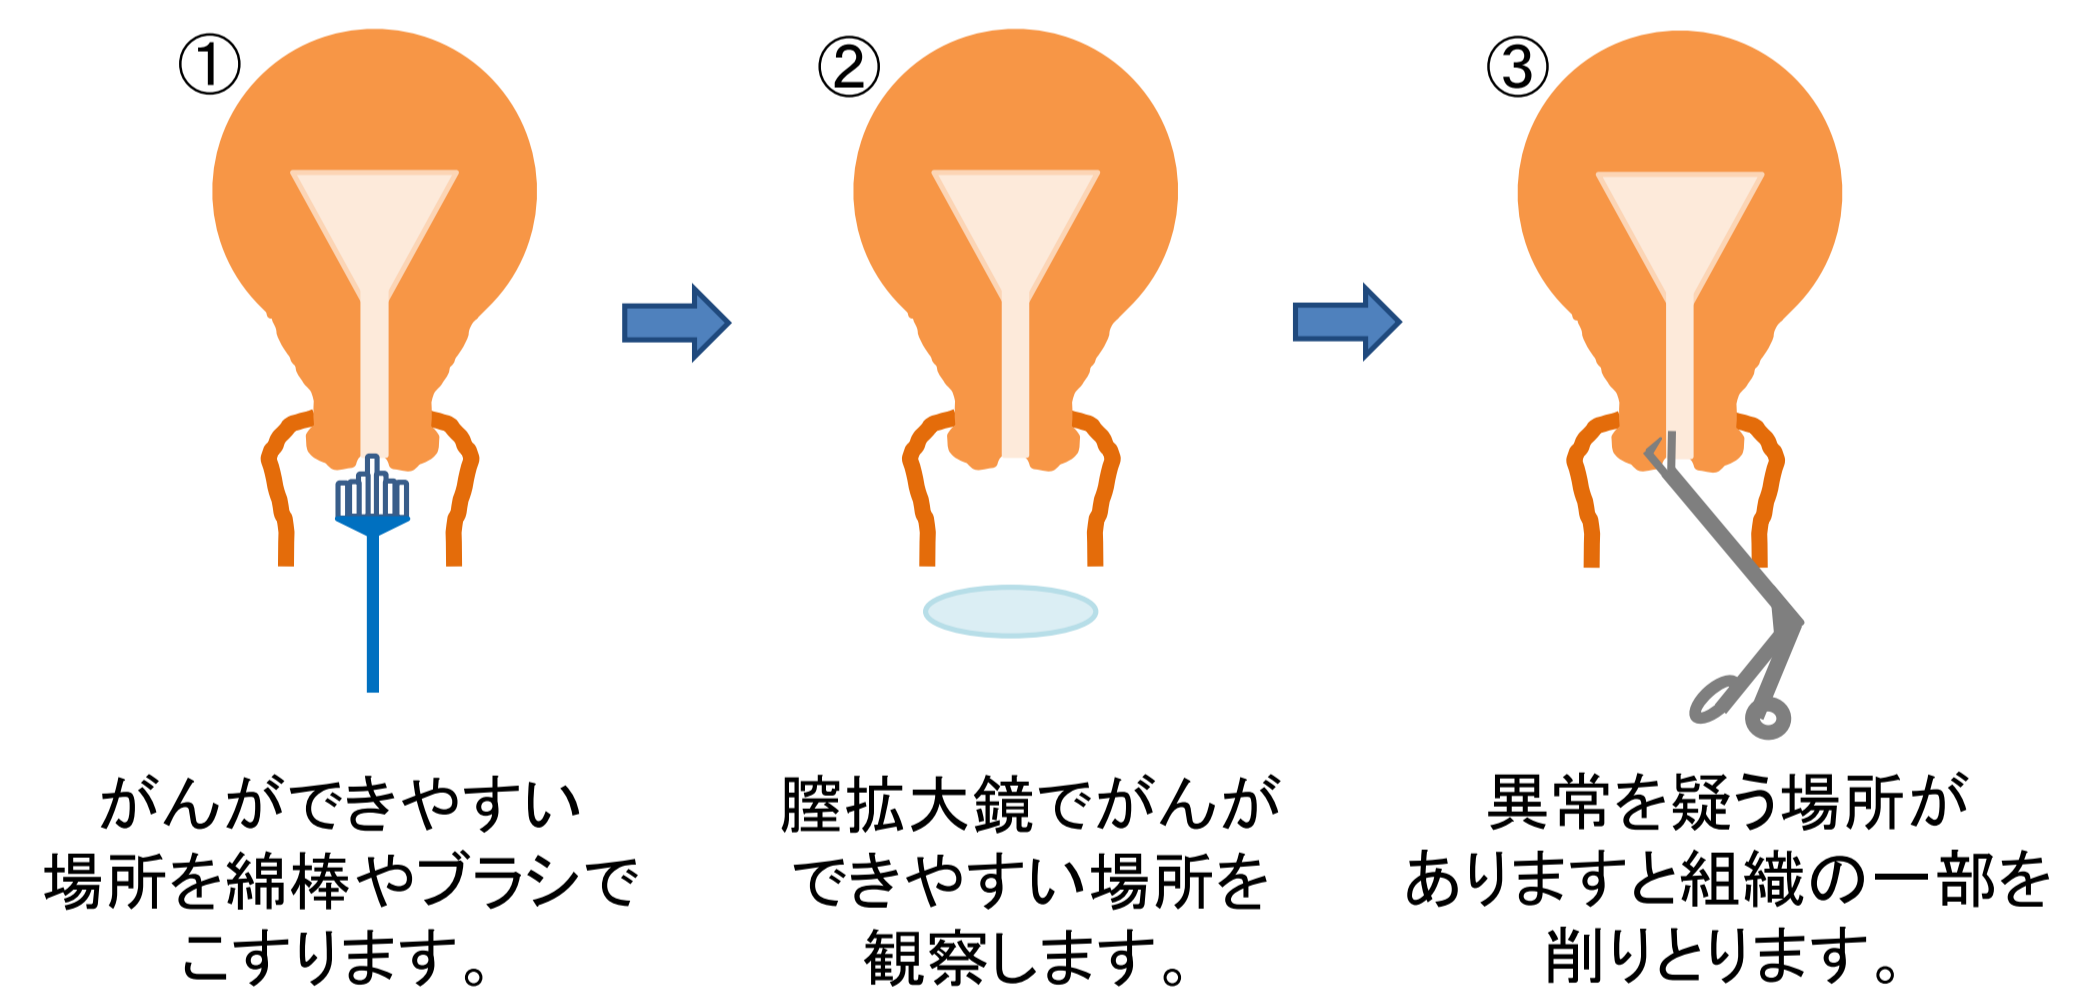 ①
がんができやすい
場所を綿棒やブラシで
こすります。
②
膣拡大鏡でがんが
できやすい場所を
観察します。
③
異常を疑う場所が
ありますと組織の一部を
削りとります。